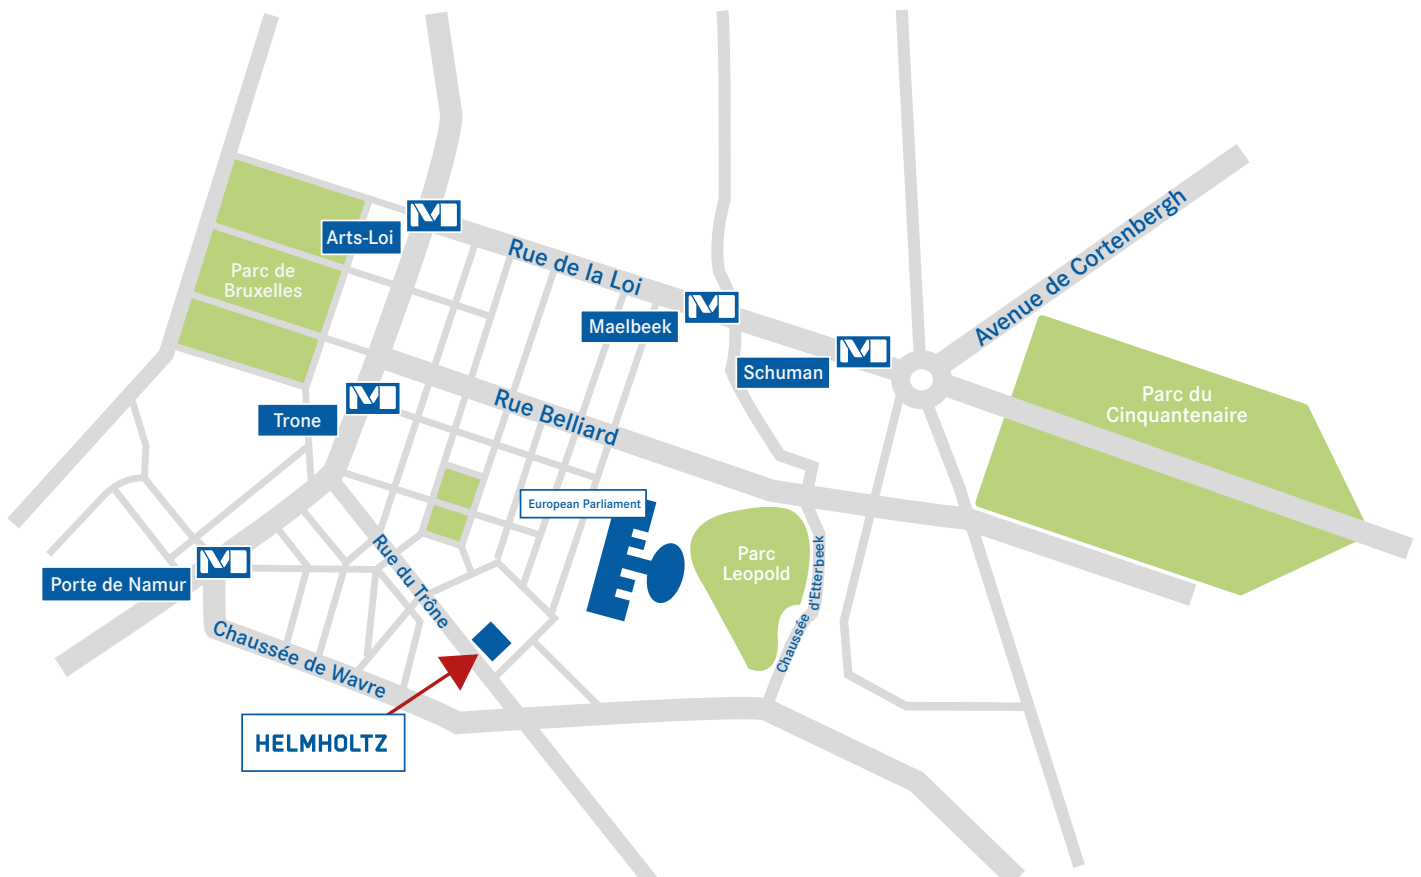 Avenue de Cortenbergh
Arts-Loi
Rue de la Loi
Parc de
Bruxelles
Maelbeek
Schuman
Parc du
Cinquantenaire
Trone
Rue Belliard
European Parliament
Parc
Leopold
Chaussée d'Etterbeek
Rue du Trône
Porte de Namur
Chaussée de Wavre
HELMHOLTZ